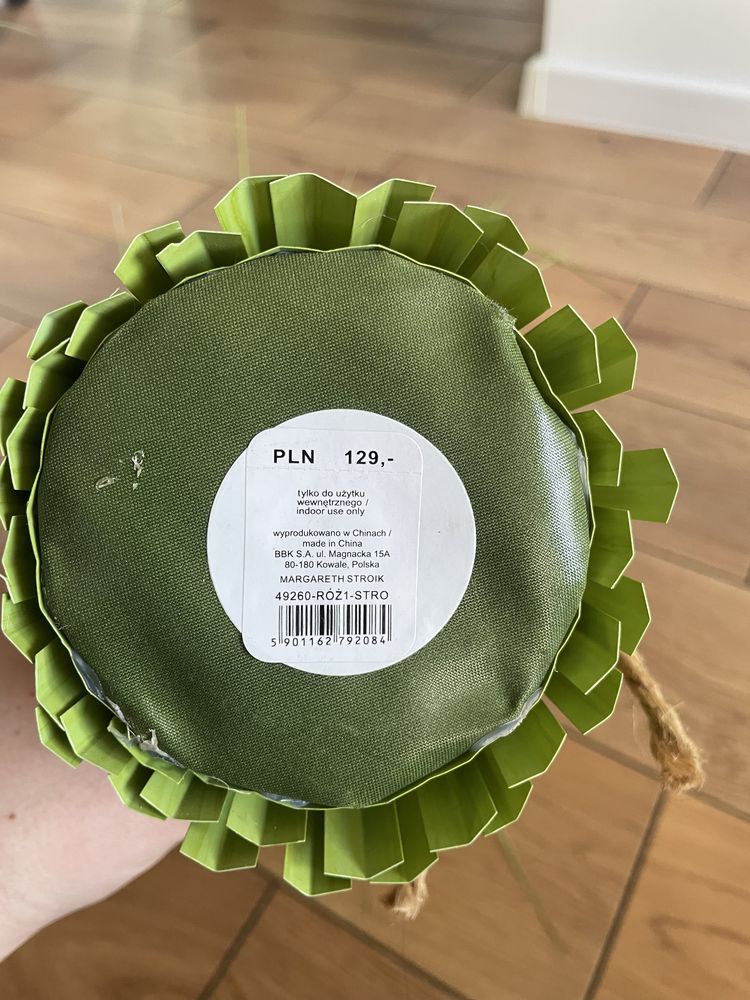 PLN 129,-
tylko do użytku
wewnętrznego /
indoor use only
wyprodukowano w Chinach /
made in China
BBK S.A. ul. Magnacka 15A
80-180 Kowale, Polska
MARGARETH STROIK
49260-RÓŻ1-STRO
5 901162 792084